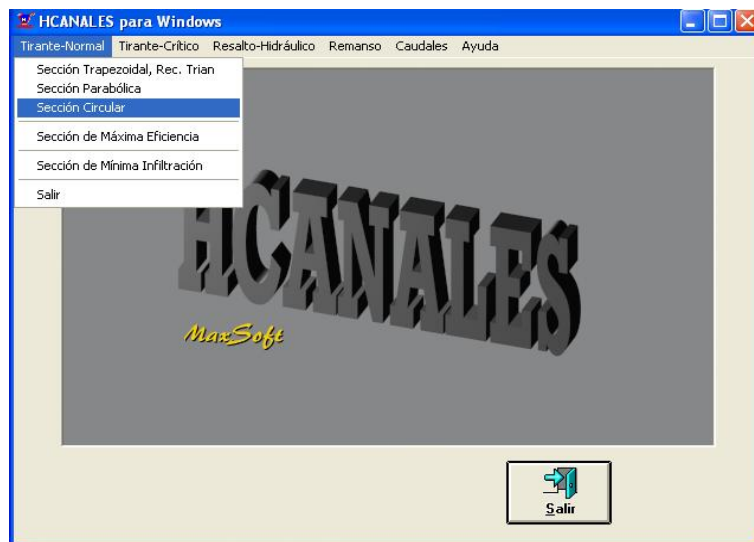 HCANALES para Windows
Tirante-Normal Tirante-Crítico Resalto-Hidráulico Remanso Caudales Ayuda
Sección Trapezoidal, Rec. Trian
Sección Parabólica
Sección Circular
Sección de Máxima Eficiencia
Sección de Mínima Infiltración
Salir
HCANALES
MaxSoft
Salir